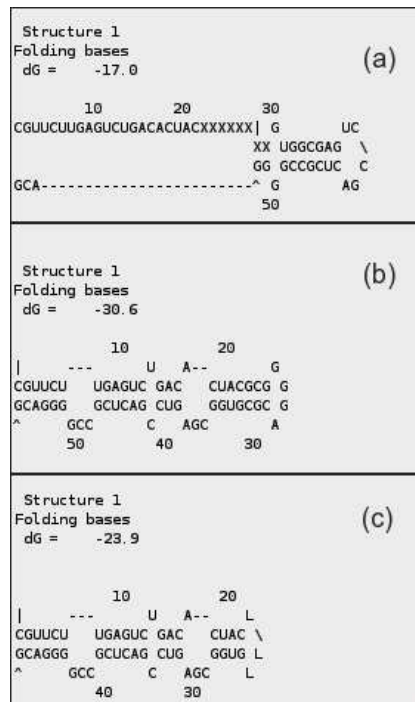 Structure 1
Folding bases
dG =    -17.0
(a)
        10        20        30
CGUUCUUGAGUCUGACACUACXXXXXX| G       UC
                           XX UGGCGAG  \
                           GG GCCGCUC  C
GCA------------------------^ G       AG
                            50
Structure 1
Folding bases
dG =    -30.6
(b)
           10             20
|     ---      U   A--       G
CGUUCU   UGAGUC GAC   CUACGCG G
GCAGGG   GCUCAG CUG   GGUGCGC G
^     GCC      C   AGC       A
      50         40        30
Structure 1
Folding bases
dG =    -23.9
(c)
           10             20
|     ---      U   A--    L
CGUUCU   UGAGUC GAC   CUAC \
GCAGGG   GCUCAG CUG   GGUG L
^     GCC      C   AGC    L
         40         30